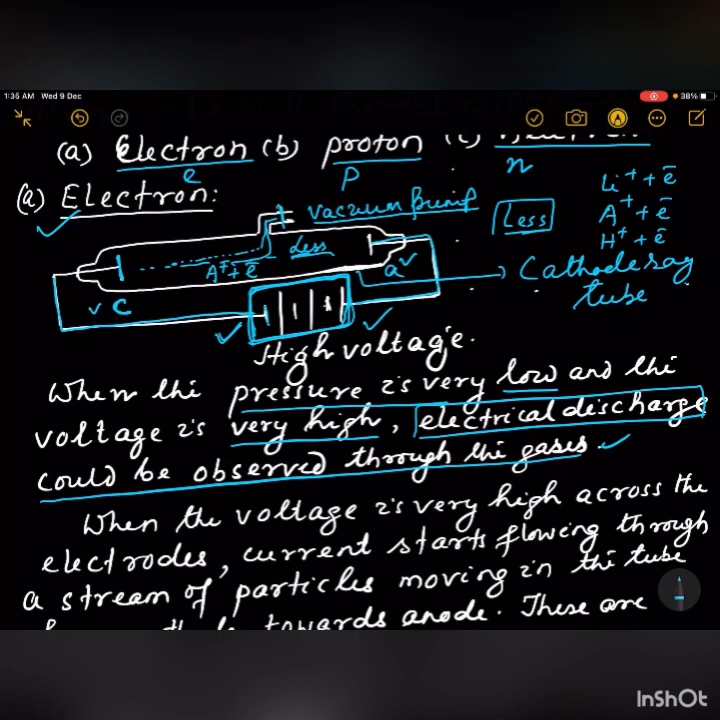 1:35 AM Wed 9 Dec
38%
(a) Electron (b) proton (c)
e p n
(a) Electron:
vacuum Pump
Less
Li⁺ + ē
A⁺ + ē
H⁺ + ē
Less
A⁺ + ē
C
a
Cathoderay
tube
High voltage.
When the pressure is very low and the
voltage is very high, electrical discharge
could be observed through the gases.
When the voltage is very high across the
electrodes, current starts flowing through
a stream of particles moving in the tube
towards anode. These are
InShOt